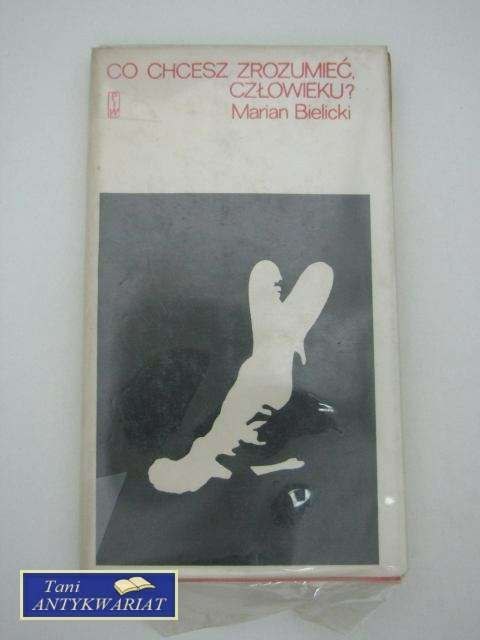 CO CHCESZ ZROZUMIEĆ,
CZŁOWIEKU?
Marian Bielicki
Tani
ANTYKWARIAT